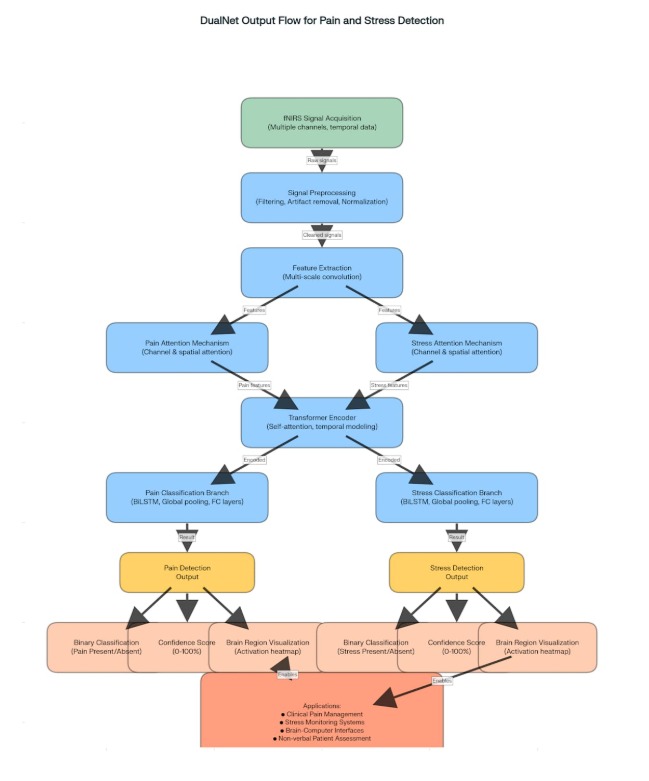 DualNet Output Flow for Pain and Stress Detection
fNIRS Signal Acquisition
(Multiple channels, temporal data)
Raw signals
Signal Preprocessing
(Filtering, Artifact removal, Normalization)
Cleaned signals
Feature Extraction
(Multi-scale convolution)
Features
Features
Pain Attention Mechanism
(Channel & spatial attention)
Stress Attention Mechanism
(Channel & spatial attention)
Pain features
Stress features
Transformer Encoder
(Self-attention, temporal modeling)
Encoded
Encoded
Pain Classification Branch
(BiLSTM, Global pooling, FC layers)
Stress Classification Branch
(BiLSTM, Global pooling, FC layers)
Result
Result
Pain Detection
Output
Stress Detection
Output
Binary Classification
(Pain Present/Absent)
Confidence Score
(0-100%)
Brain Region Visualization
(Activation heatmap)
Binary Classification
(Stress Present/Absent)
Confidence Score
(0-100%)
Brain Region Visualization
(Activation heatmap)
Enables
Enables
Applications:
● Clinical Pain Management
● Stress Monitoring Systems
● Brain-Computer Interfaces
● Non-verbal Patient Assessment